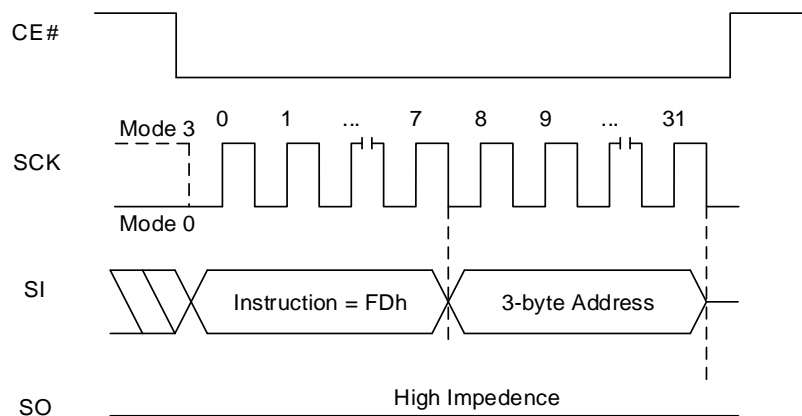 CE#
0 1 ... 7 8 9 ... 31
Mode 3
SCK
Mode 0
SI
Instruction = FDh
3-byte Address
High Impedence
SO